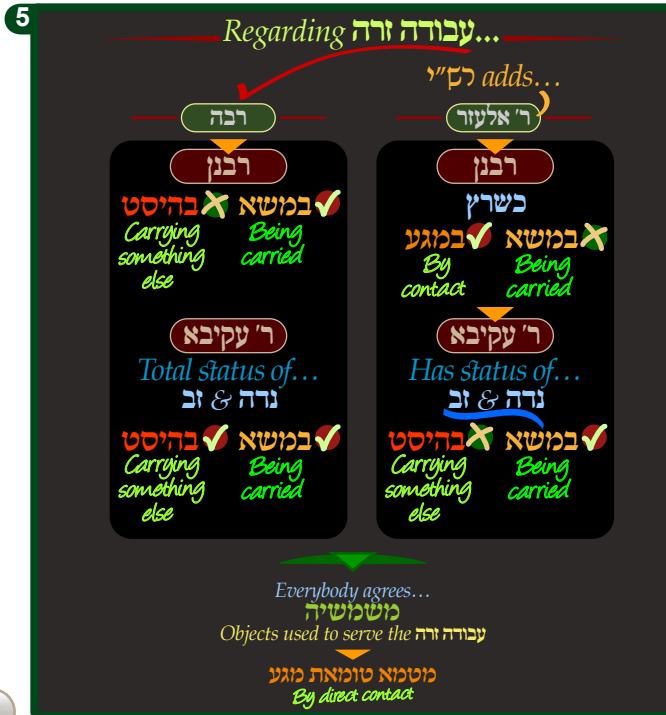 5
Regarding עבודה זרה...
רש״י adds...
רבה
ר' אלעזר
רבנן
במשא בהיסט
Being carried
Carrying something else
רבנן
כשרץ
במשא במגע
Being carried
By contact
ר' עקיבא
Total status of...
נדה & זב
במשא בהיסט
Being carried
Carrying something else
ר' עקיבא
Has status of...
נדה & זב
במשא בהיסט
Being carried
Carrying something else
Everybody agrees...
משמשיה
Objects used to serve the עבודה זרה
מטמא טומאת מגע
By direct contact